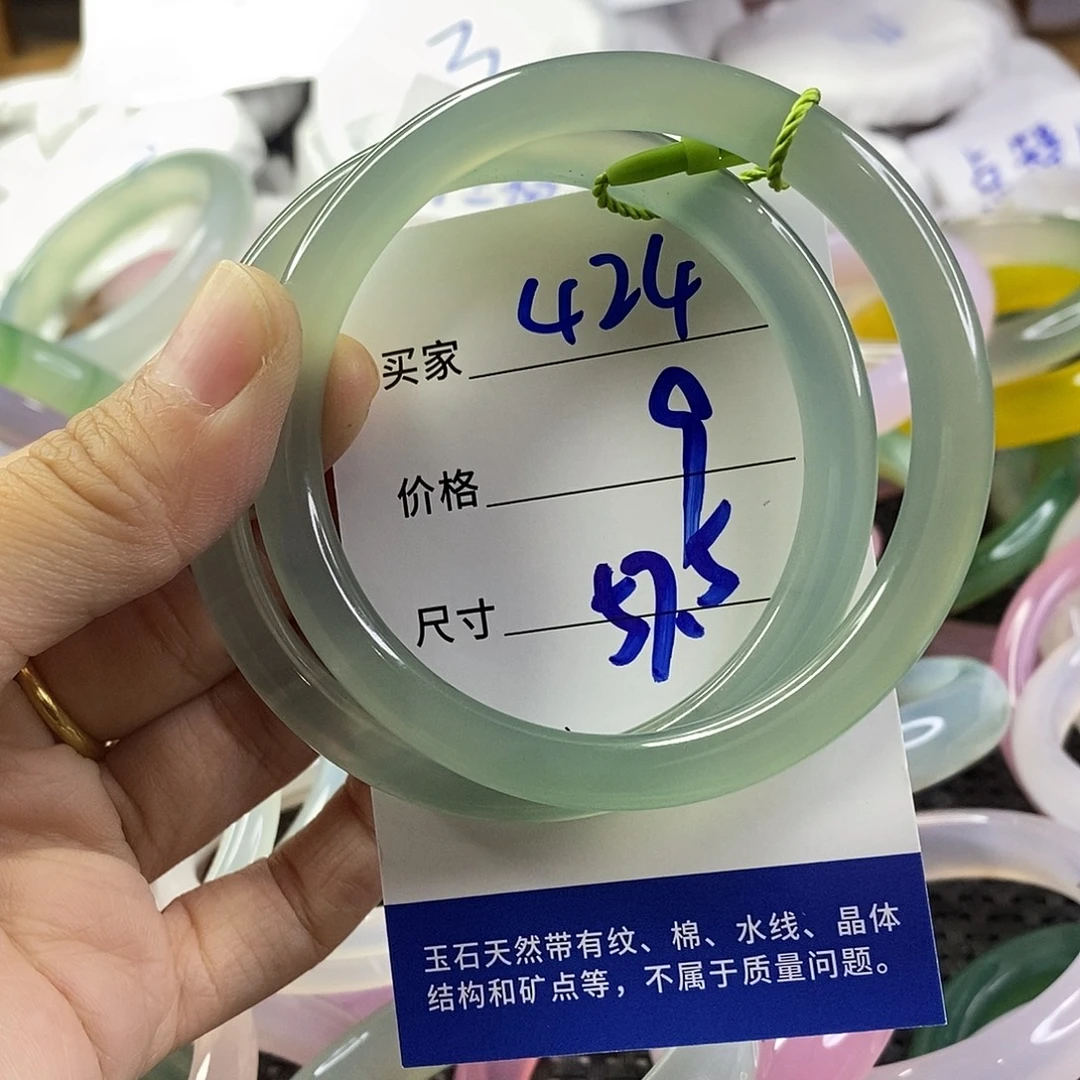 买家 424
价格 9
尺寸 57.5
玉石天然带有纹、棉、水线、晶体
结构和矿点等，不属于质量问题。